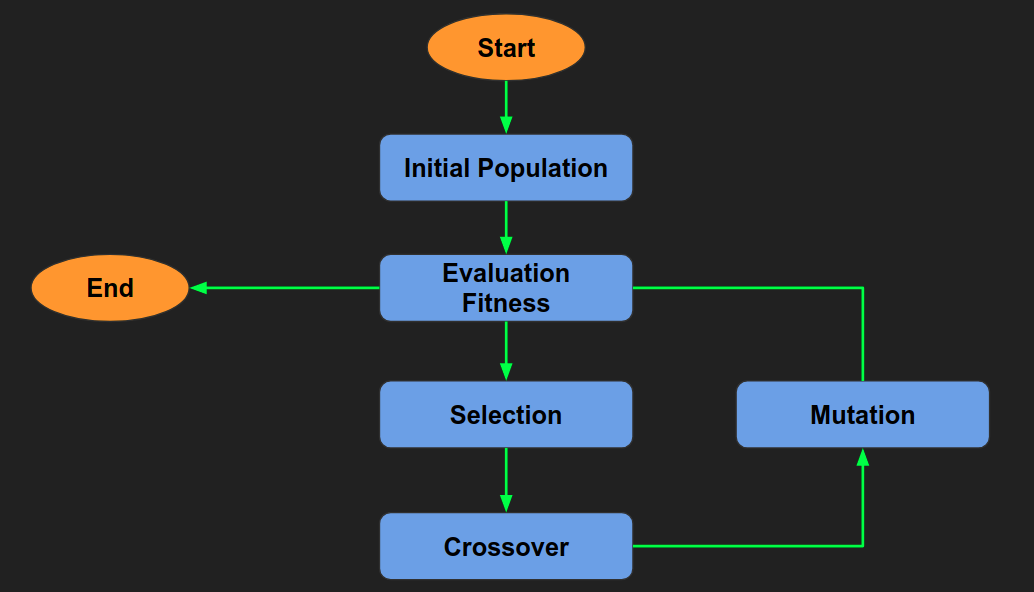 Start
Initial Population
Evaluation
Fitness
End
Selection
Mutation
Crossover